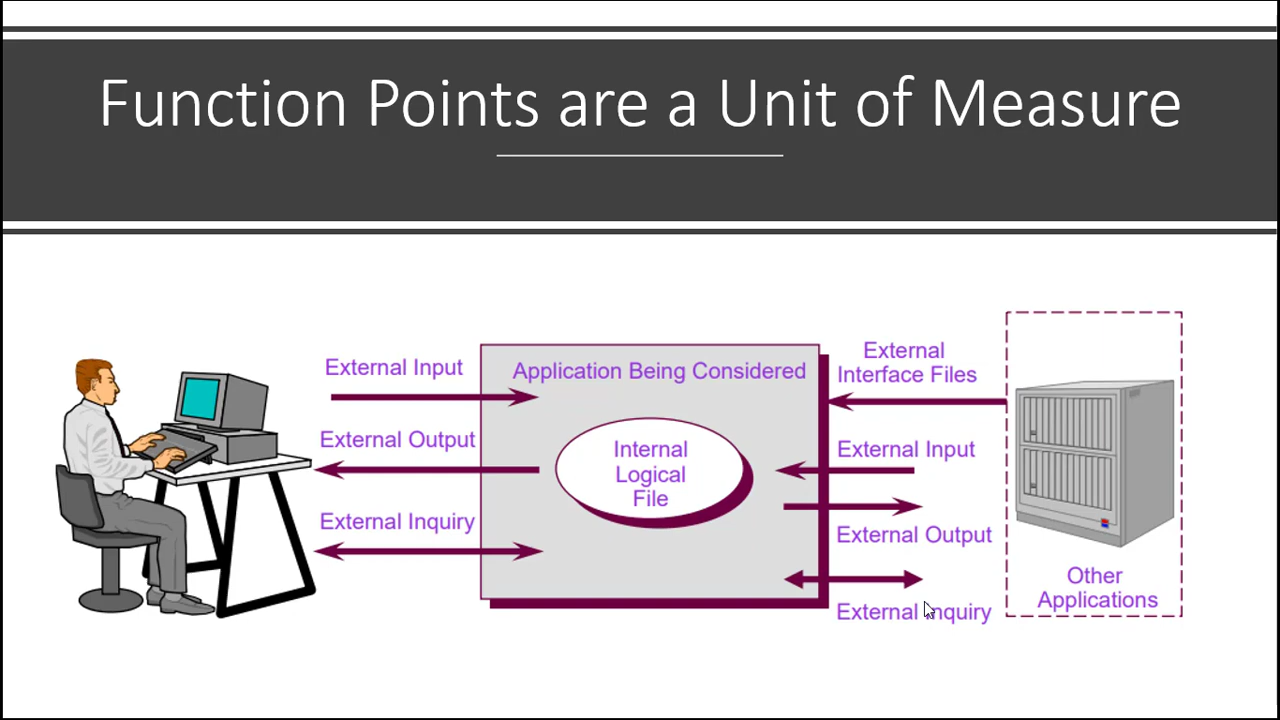 Function Points are a Unit of Measure
External Input
External Output
External Inquiry
Application Being Considered
Internal
Logical
File
External
Interface Files
External Input
External Output
External Inquiry
Other
Applications